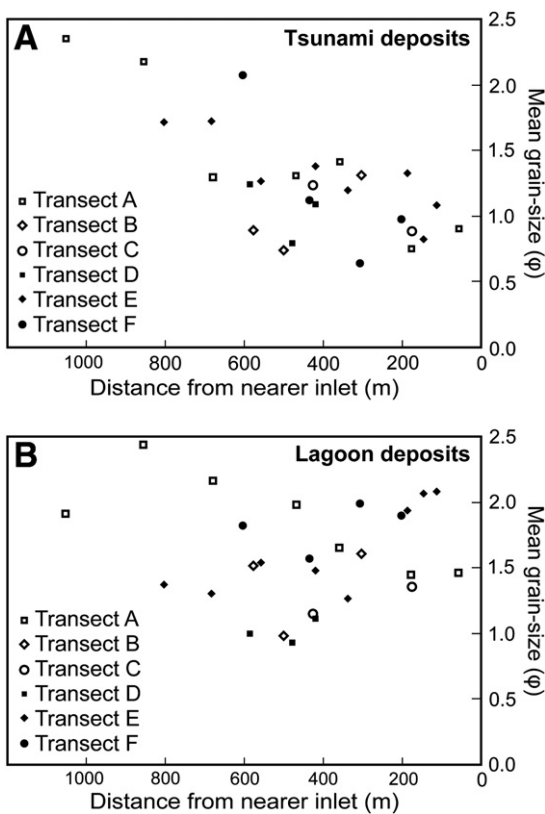 A
Tsunami deposits
2.5
2.0
1.5
1.0
0.5
0.0
Mean grain-size (φ)
Transect A
Transect B
Transect C
Transect D
Transect E
Transect F
1000 800 600 400 200 0
Distance from nearer inlet (m)
B
Lagoon deposits
2.5
2.0
1.5
1.0
0.5
0.0
Mean grain-size (φ)
Transect A
Transect B
Transect C
Transect D
Transect E
Transect F
1000 800 600 400 200 0
Distance from nearer inlet (m)